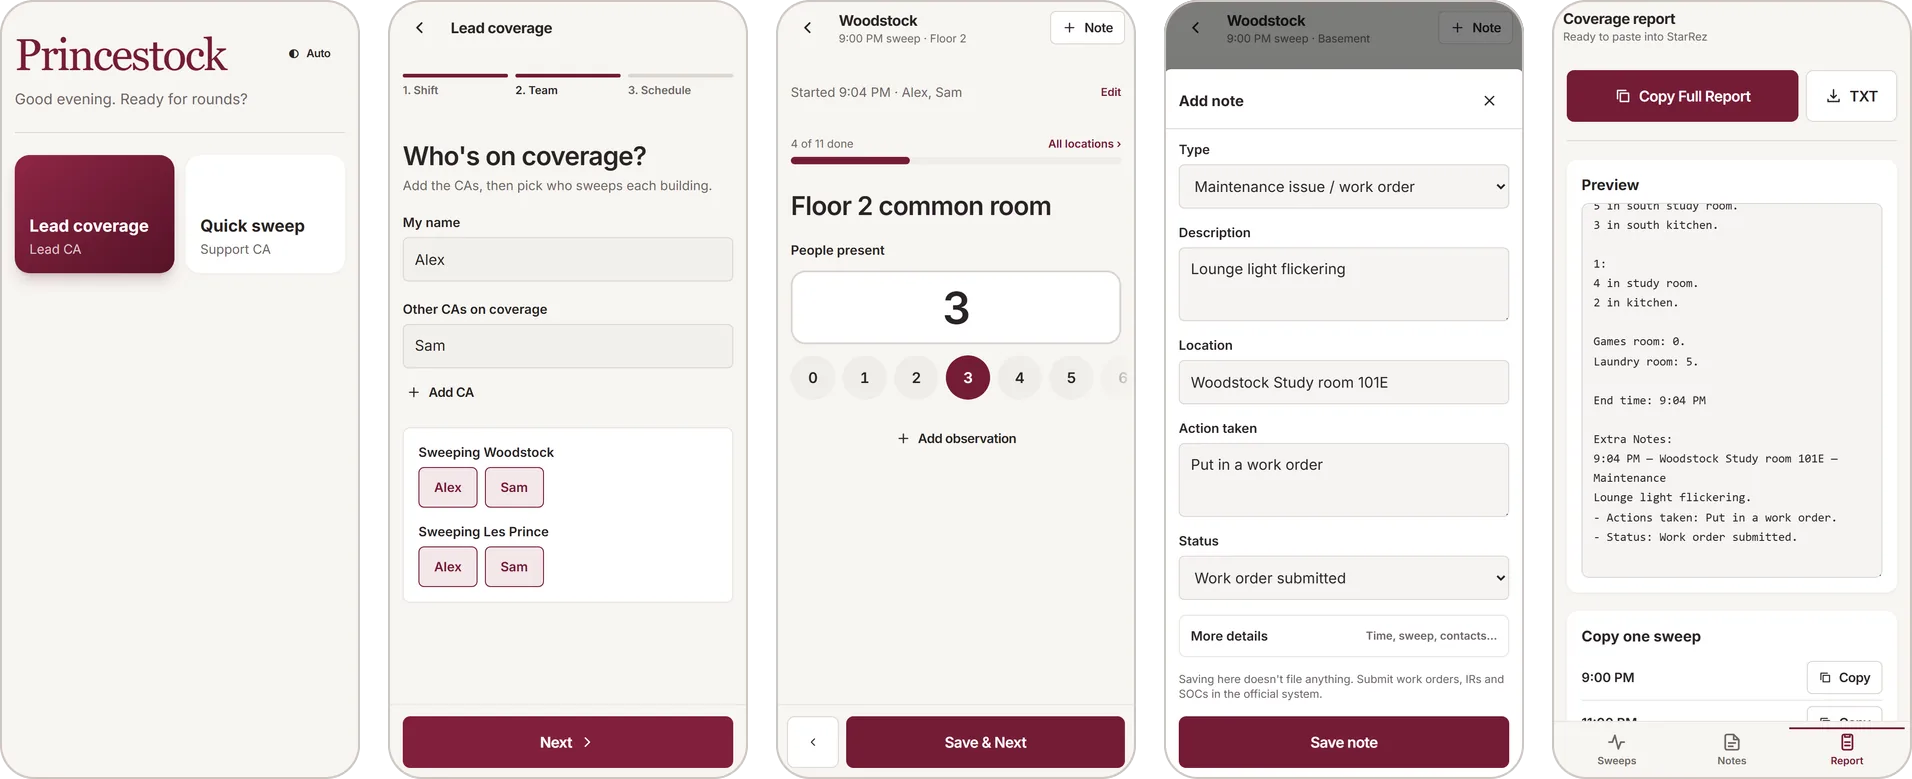 Princestock
Auto
Good evening. Ready for rounds?
Lead coverage
Lead CA
Quick sweep
Support CA
Lead coverage
1. Shift
2. Team
3. Schedule
Who's on coverage?
Add the CAs, then pick who sweeps each building.
My name
Alex
Other CAs on coverage
Sam
+ Add CA
Sweeping Woodstock
Alex
Sam
Sweeping Les Prince
Alex
Sam
Next
Woodstock
9:00 PM sweep · Floor 2
+ Note
Started 9:04 PM · Alex, Sam
Edit
4 of 11 done
All locations ›
Floor 2 common room
People present
3
0 1 2 3 4 5 6
+ Add observation
Save & Next
Woodstock
9:00 PM sweep · Basement
+ Note
Add note
Type
Maintenance issue / work order
Description
Lounge light flickering
Location
Woodstock Study room 101E
Action taken
Put in a work order
Status
Work order submitted
More details
Time, sweep, contacts...
Saving here doesn't file anything. Submit work orders, IRs and
SOCs in the official system.
Save note
Coverage report
Ready to paste into StarRez
Copy Full Report
TXT
Preview
5 in south study room.
3 in south kitchen.
1:
4 in study room.
2 in kitchen.
Games room: 0.
Laundry room: 5.
End time: 9:04 PM
Extra Notes:
9:04 PM — Woodstock Study room 101E —
Maintenance
Lounge light flickering.
- Actions taken: Put in a work order.
- Status: Work order submitted.
Copy one sweep
9:00 PM
Copy
11:00 PM
Copy
Sweeps
Notes
Report